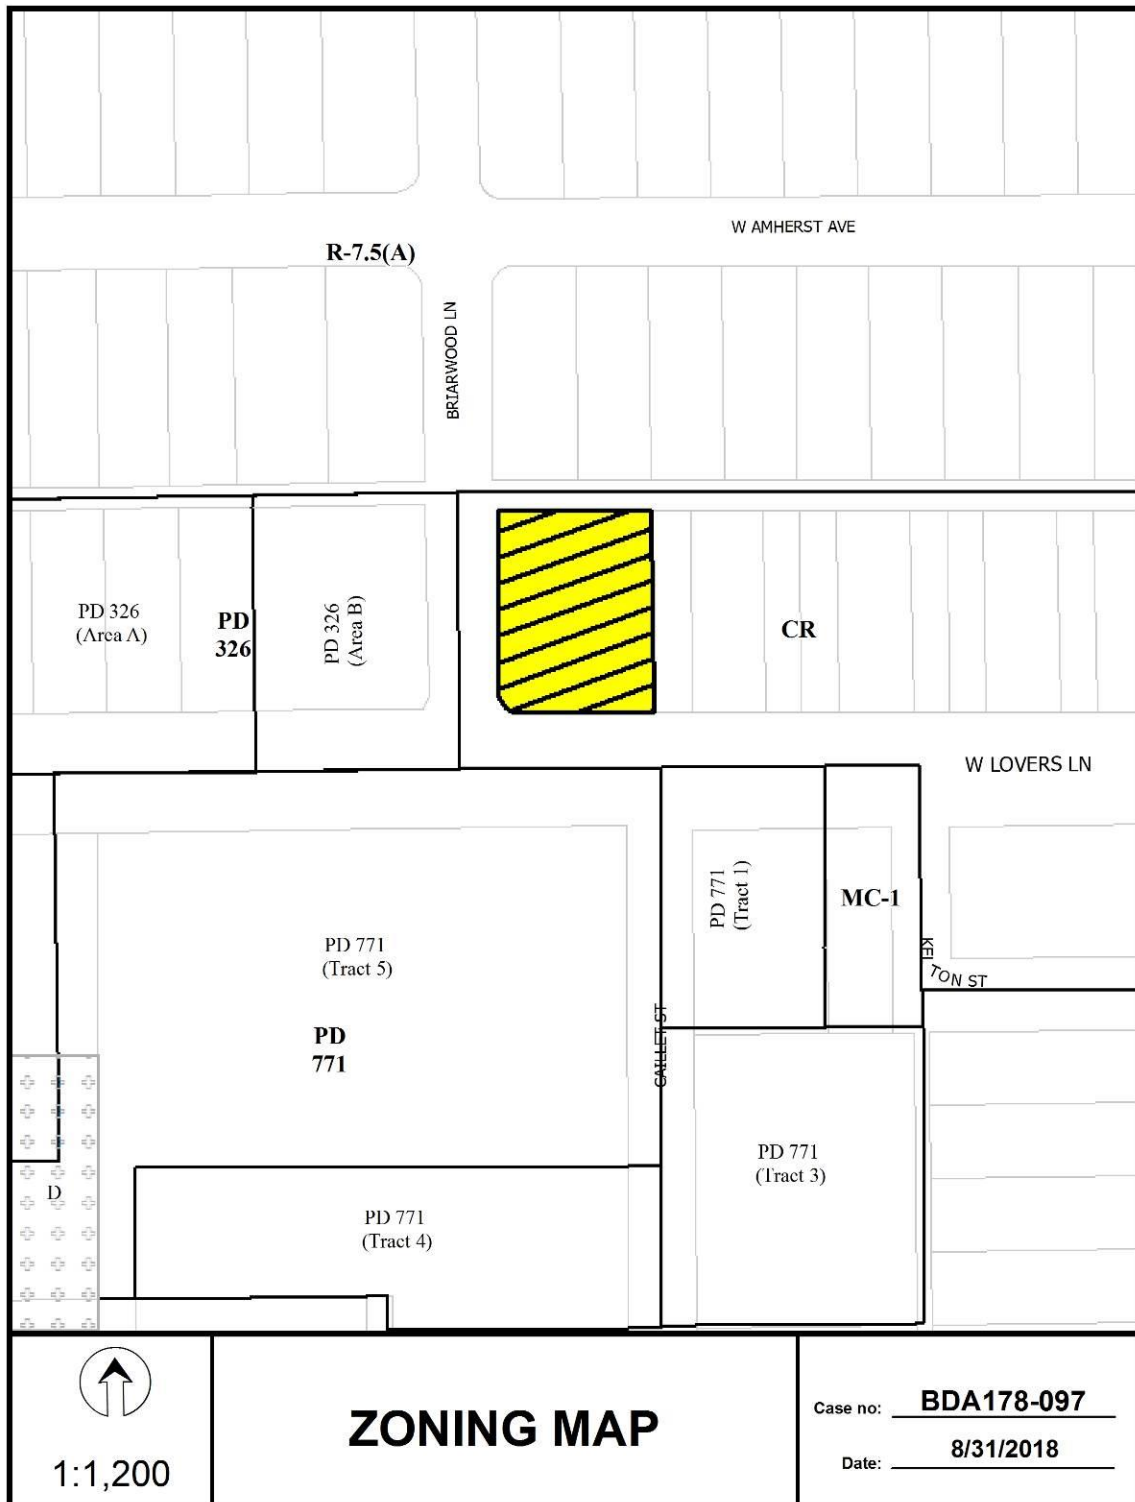 W AMHERST AVE
R-7.5(A)
BRIARWOOD LN
PD 326
(Area A)
PD
326
PD 326
(Area B)
CR
W LOVERS LN
PD 771
(Tract 1)
MC-1
KELTON ST
PD 771
(Tract 5)
PD
771
CAILLET ST
PD 771
(Tract 3)
D
PD 771
(Tract 4)
1:1,200
ZONING MAP
Case no: BDA178-097
Date: 8/31/2018